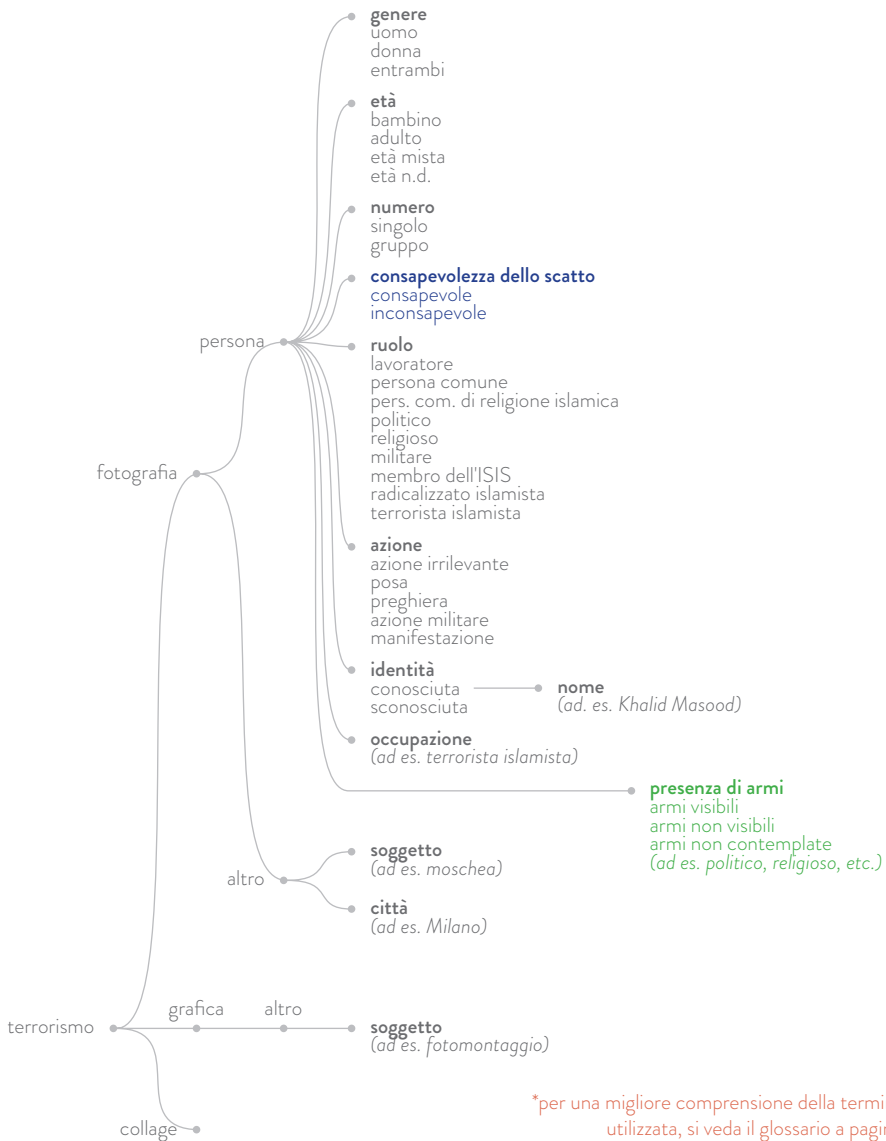 genere
uomo
donna
entrambi
età
bambino
adulto
età mista
età n.d.
numero
singolo
gruppo
consapevolezza dello scatto
consapevole
inconsapevole
persona
ruolo
lavoratore
persona comune
pers. com. di religione islamica
politico
religioso
militare
membro dell'ISIS
radicalizzato islamista
terrorista islamista
fotografia
azione
azione irrilevante
posa
preghiera
azione militare
manifestazione
identità
conosciuta
sconosciuta
nome
(ad. es. Khalid Masood)
occupazione
(ad es. terrorista islamista)
presenza di armi
armi visibili
armi non visibili
armi non contemplate
(ad es. politico, religioso, etc.)
altro
soggetto
(ad es. moschea)
città
(ad es. Milano)
terrorismo
grafica
altro
soggetto
(ad es. fotomontaggio)
collage
*per una migliore comprensione della termi
utilizzata, si veda il glossario a pagin